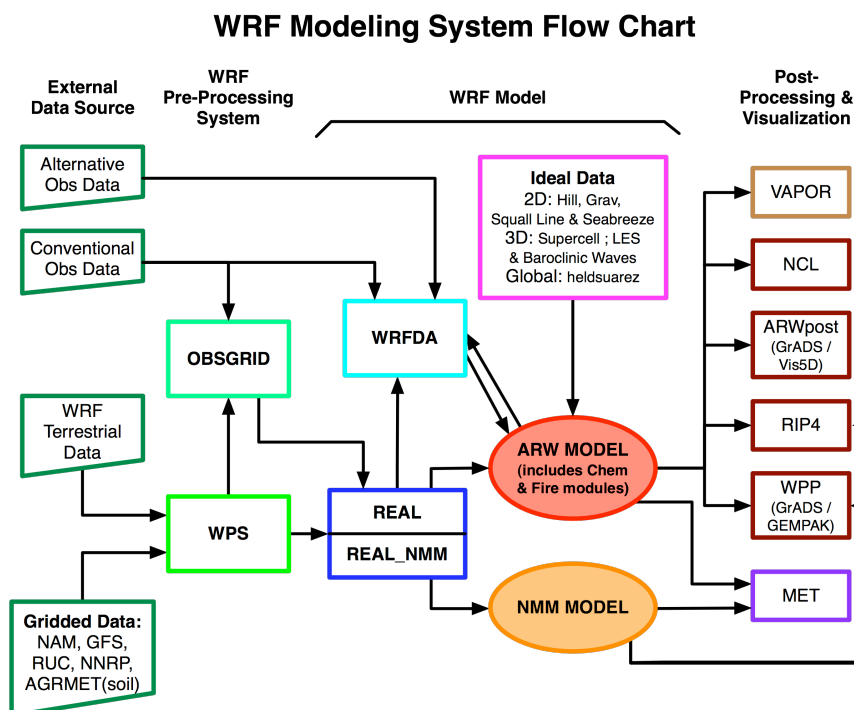 WRF Modeling System Flow Chart
External
Data Source
WRF
Pre-Processing
System
WRF Model
Post-
Processing &
Visualization
Alternative
Obs Data
Conventional
Obs Data
OBSGRID
WRF
Terrestrial
Data
WPS
Gridded Data:
NAM, GFS,
RUC, NNRP,
AGRMET(soil)
WRFDA
REAL
REAL_NMM
Ideal Data
2D: Hill, Grav,
Squall Line & Seabreeze
3D: Supercell ; LES
& Baroclinic Waves
Global: heldsuarez
ARW MODEL
(includes Chem
& Fire modules)
NMM MODEL
VAPOR
NCL
ARWpost
(GrADS /
Vis5D)
RIP4
WPP
(GrADS /
GEMPAK)
MET